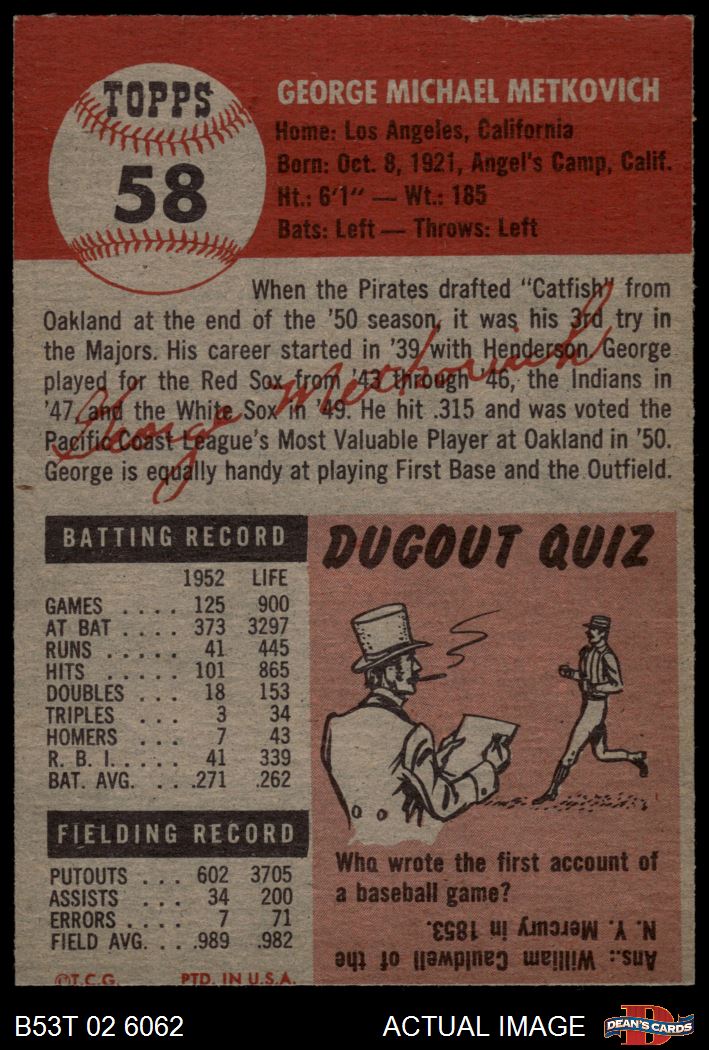 TOPPS
58
GEORGE MICHAEL METKOVICH
Home: Los Angeles, California
Born: Oct. 8, 1921, Angel's Camp, Calif.
Ht.: 6'1" — Wt.: 185
Bats: Left — Throws: Left
When the Pirates drafted "Catfish" from
Oakland at the end of the '50 season, it was his 3rd try in
the Majors. His career started in '39 with Henderson. George
played for the Red Sox from '43 through '46, the Indians in
'47 and the White Sox in '49. He hit .315 and was voted the
Pacific Coast League's Most Valuable Player at Oakland in '50.
George is equally handy at playing First Base and the Outfield.
George Metkovich
BATTING RECORD
1952 LIFE
GAMES . . . . 125 900
AT BAT . . . . 373 3297
RUNS . . . . . 41 445
HITS . . . . . 101 865
DOUBLES . . . 18 153
TRIPLES . . . 3 34
HOMERS . . . 7 43
R. B. I. . . . . . 41 339
BAT. AVG. . . . .271 .262
FIELDING RECORD
PUTOUTS . . . 602 3705
ASSISTS . . . 34 200
ERRORS . . . . 7 71
FIELD AVG. . . .989 .982
©T.C.G. PTD. IN U.S.A.
DUGOUT QUIZ
Who wrote the first account of
a baseball game?
Ans.: William Cauldwell of the
N. Y. Mercury in 1853.
B53T 02 6062
ACTUAL IMAGE
D
DEAN'S CARDS